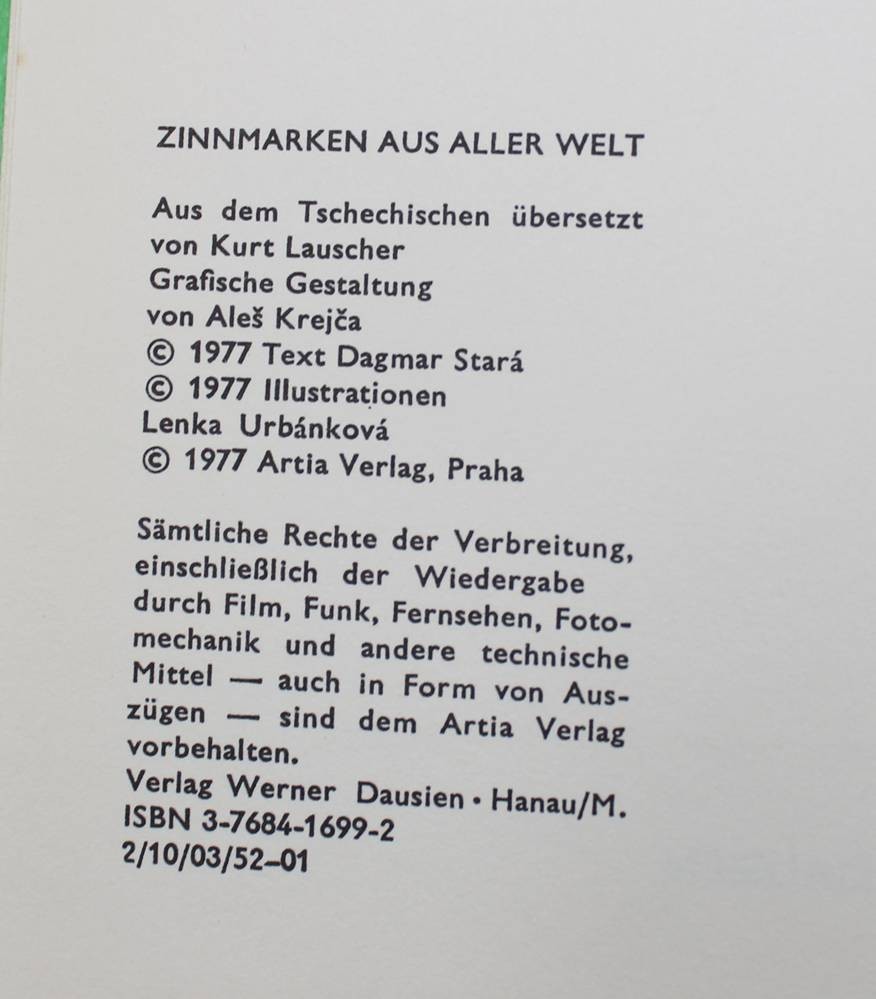 ZINNMARKEN AUS ALLER WELT
Aus dem Tschechischen übersetzt
von Kurt Lauscher
Grafische Gestaltung
von Aleš Krejča
© 1977 Text Dagmar Stará
© 1977 Illustrationen
Lenka Urbánková
© 1977 Artia Verlag, Praha
Sämtliche Rechte der Verbreitung,
einschließlich der Wiedergabe
durch Film, Funk, Fernsehen, Foto-
mechanik und andere technische
Mittel — auch in Form von Aus-
zügen — sind dem Artia Verlag
vorbehalten.
Verlag Werner Dausien • Hanau/M.
ISBN 3-7684-1699-2
2/10/03/52–01